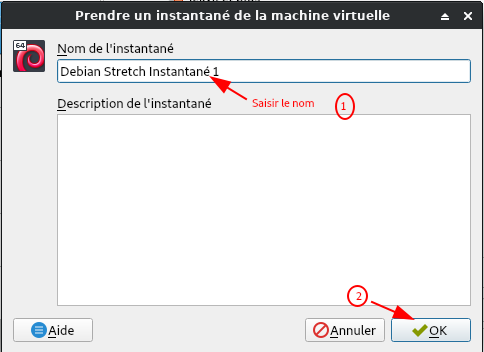 Prendre un instantané de la machine virtuelle
64
Nom de l'instantané
Debian Stretch Instantané 1
Saisir le nom
1
Description de l'instantané
2
Aide
Annuler
OK